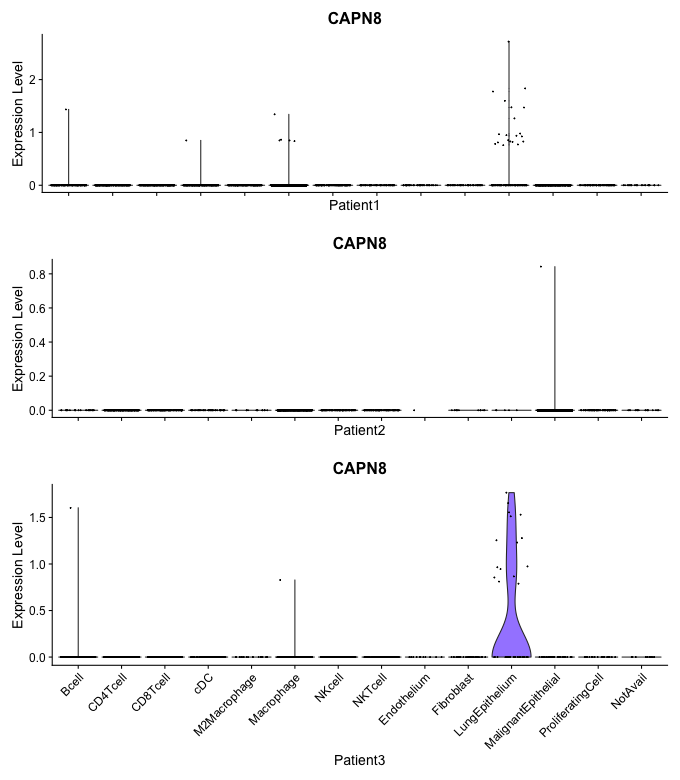 CAPN8
Expression Level
2
1
0
Patient1
CAPN8
Expression Level
0.8
0.6
0.4
0.2
0.0
Patient2
CAPN8
Expression Level
1.5
1.0
0.5
0.0
Bcell
CD4Tcell
CD8Tcell
cDC
M2Macrophage
Macrophage
NKcell
NKTcell
Endothelium
Fibroblast
LungEpithelium
MalignantEpithelial
ProliferatingCell
NotAvail
Patient3